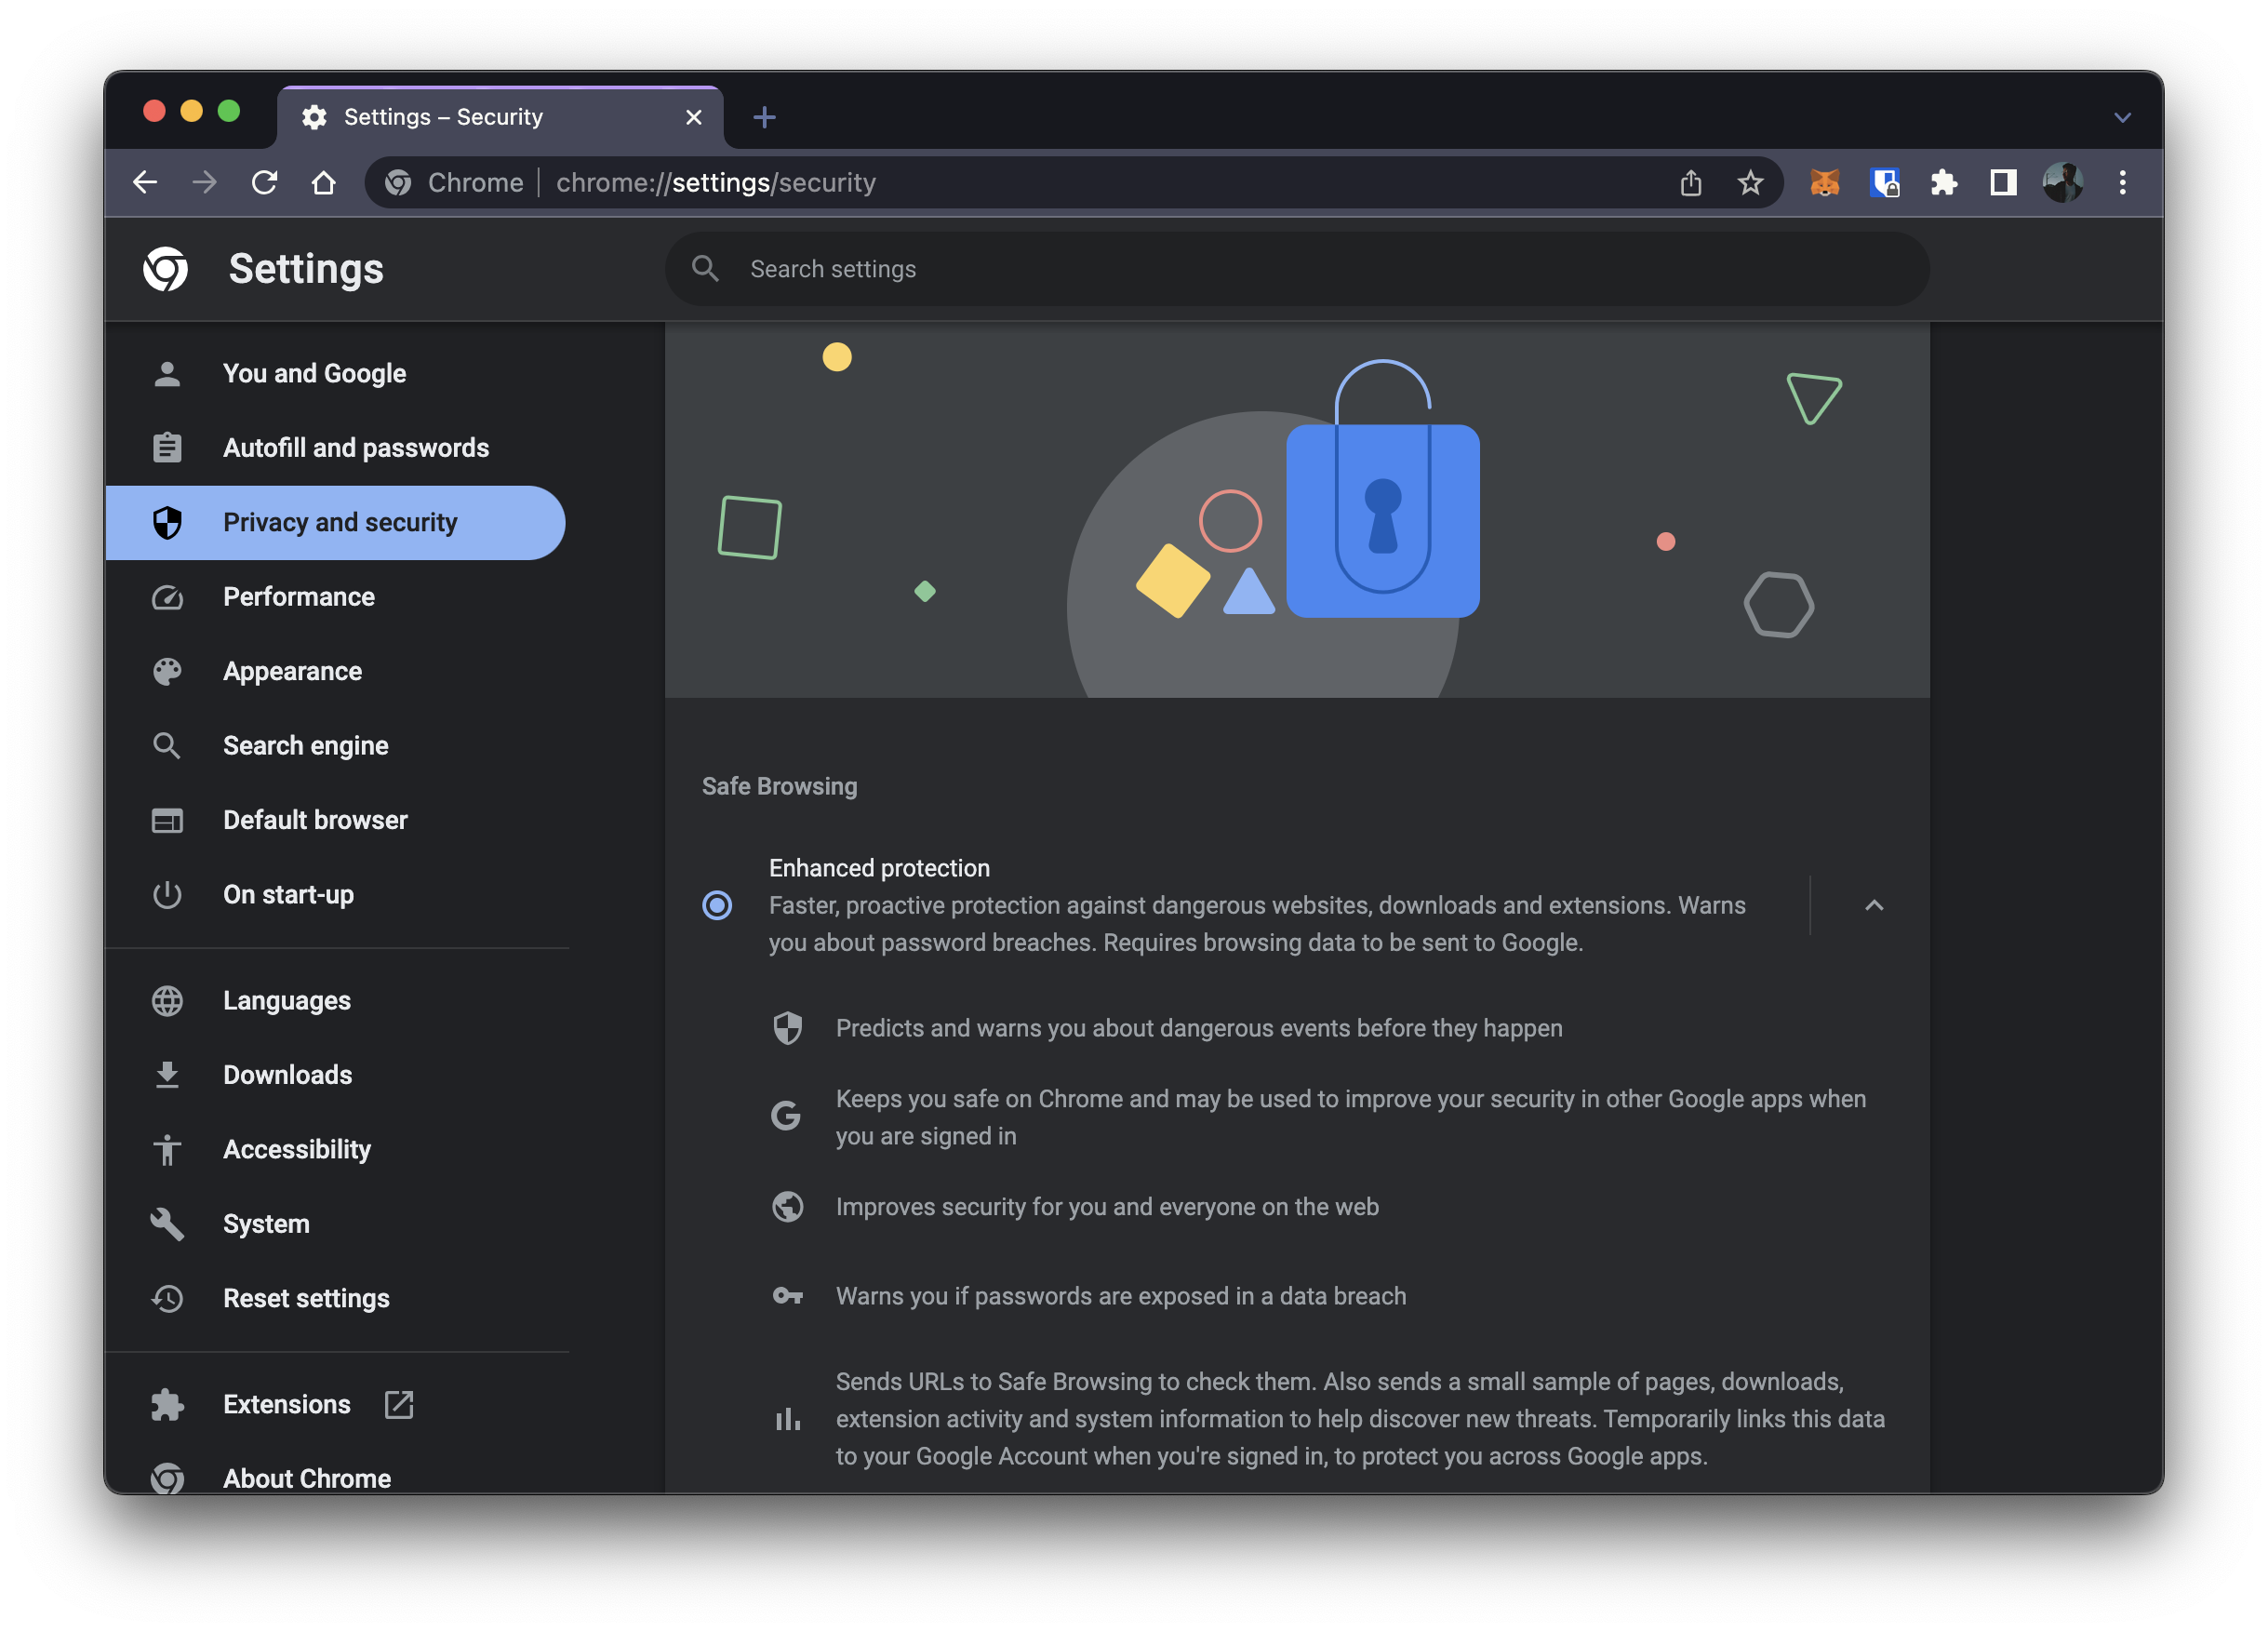 Settings – Security
Chrome
chrome://settings/security
Settings
Search settings
You and Google
Autofill and passwords
Privacy and security
Performance
Appearance
Search engine
Default browser
On start-up
Languages
Downloads
Accessibility
System
Reset settings
Extensions
About Chrome
Safe Browsing
Enhanced protection
Faster, proactive protection against dangerous websites, downloads and extensions. Warns
you about password breaches. Requires browsing data to be sent to Google.
Predicts and warns you about dangerous events before they happen
Keeps you safe on Chrome and may be used to improve your security in other Google apps when
you are signed in
Improves security for you and everyone on the web
Warns you if passwords are exposed in a data breach
Sends URLs to Safe Browsing to check them. Also sends a small sample of pages, downloads,
extension activity and system information to help discover new threats. Temporarily links this data
to your Google Account when you're signed in, to protect you across Google apps.